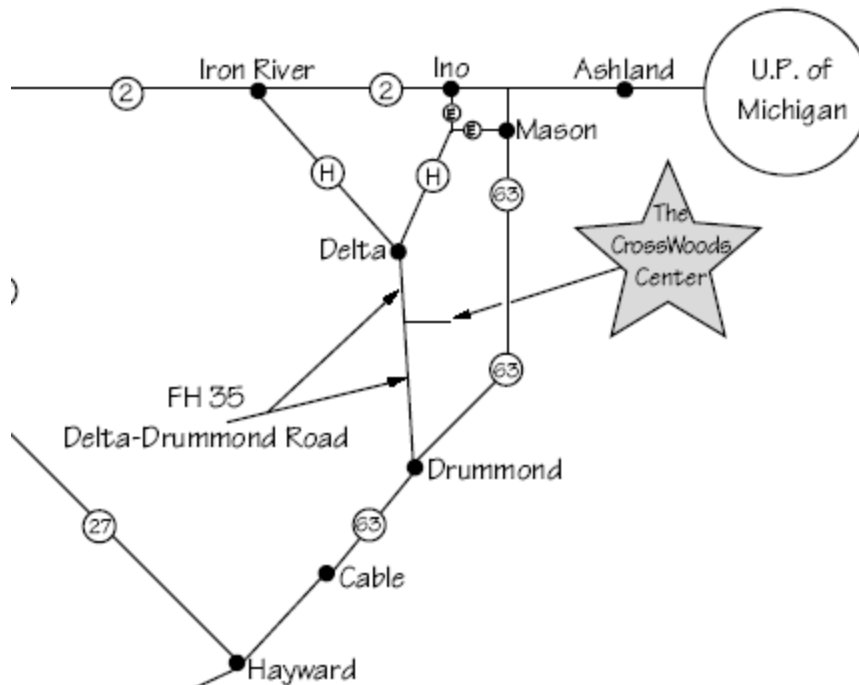 Iron River
Ino
Ashland
U.P. of
Michigan
2
2
E
E
Mason
H
H
63
The
CrossWoods
Center
Delta
63
FH 35
Delta-Drummond Road
Drummond
27
63
Cable
Hayward